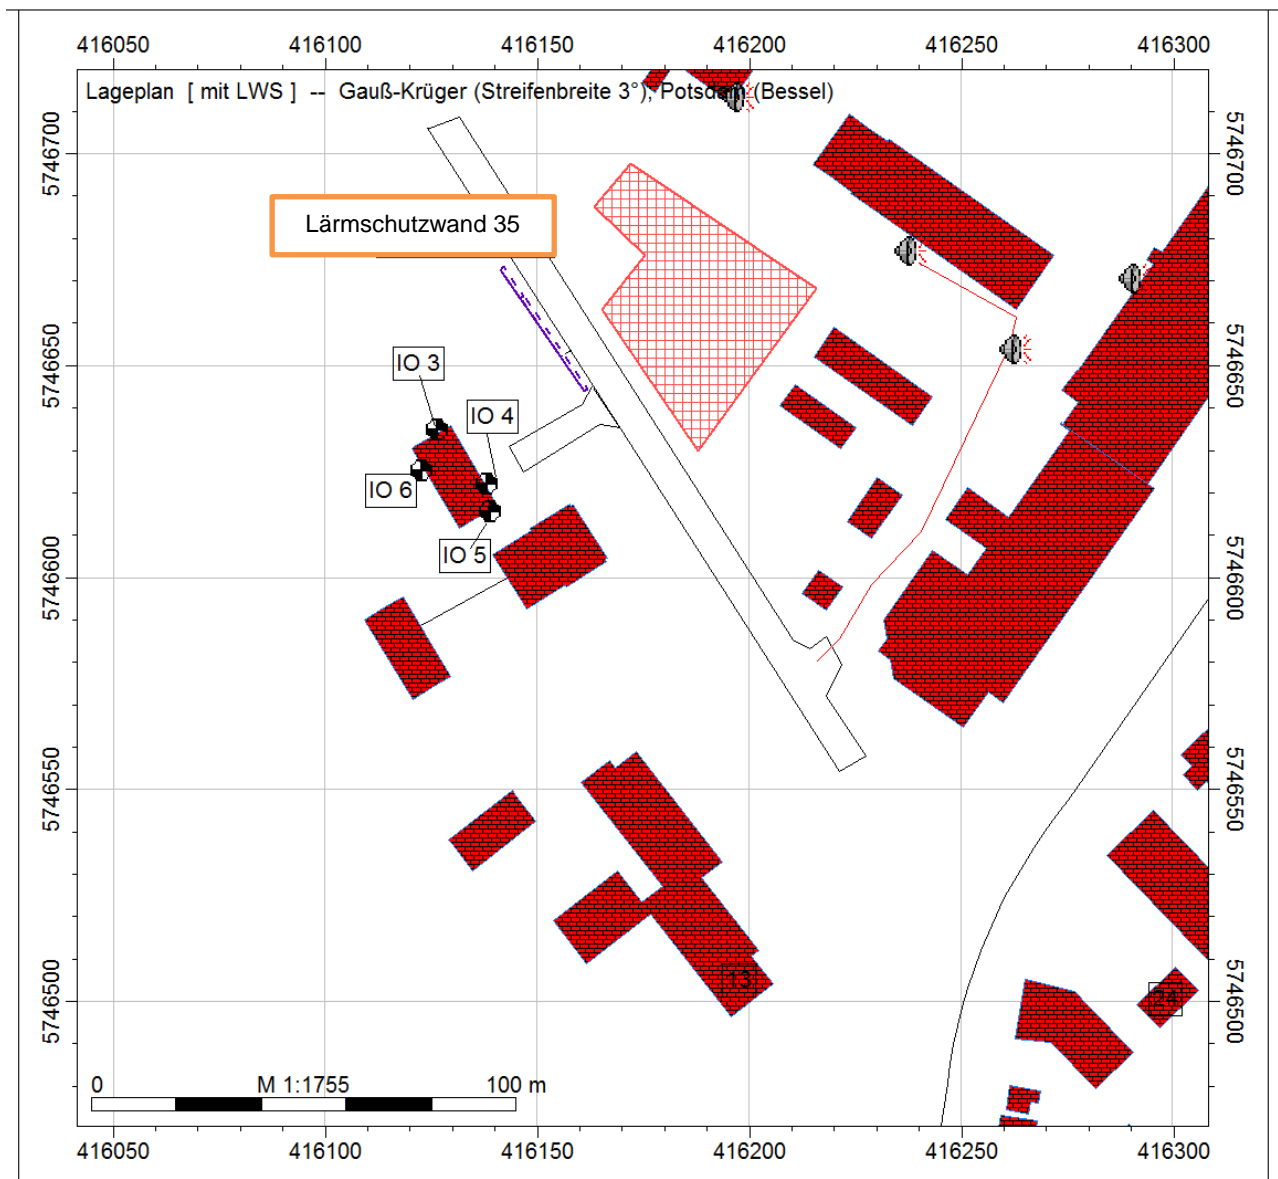 416050 416100 416150 416200 416250 416300
Lageplan [ mit LWS ] -- Gauß-Krüger (Streifenbreite 3°), Potsdam (Bessel)
5746700 5746700
Lärmschutzwand 35
5746650 5746650
IO 3
IO 4
IO 6
IO 5
5746600 5746600
5746550 5746550
13
24
5746500 5746500
0 M 1:1755 100 m
416050 416100 416150 416200 416250 416300